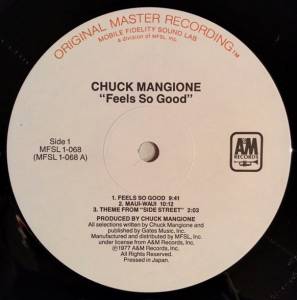 ORIGINAL MASTER RECORDING™
MOBILE FIDELITY SOUND LAB
a division of MFSL, Inc.
CHUCK MANGIONE
"Feels So Good"
Side 1
MFSL 1-068
(MFSL 1-068 A)
A&M
RECORDS
1. FEELS SO GOOD 9:41
2. MAUI-WAUI 10:12
3. THEME FROM "SIDE STREET" 2:03
PRODUCED BY CHUCK MANGIONE
All selections written by Chuck Mangione and
published by Gates Music, Inc.
Manufactured and distributed by MFSL, Inc.
under license from A&M Records, Inc.
Ⓟ1977 A&M Records, Inc.
All Rights Reserved.
Pressed in Japan.